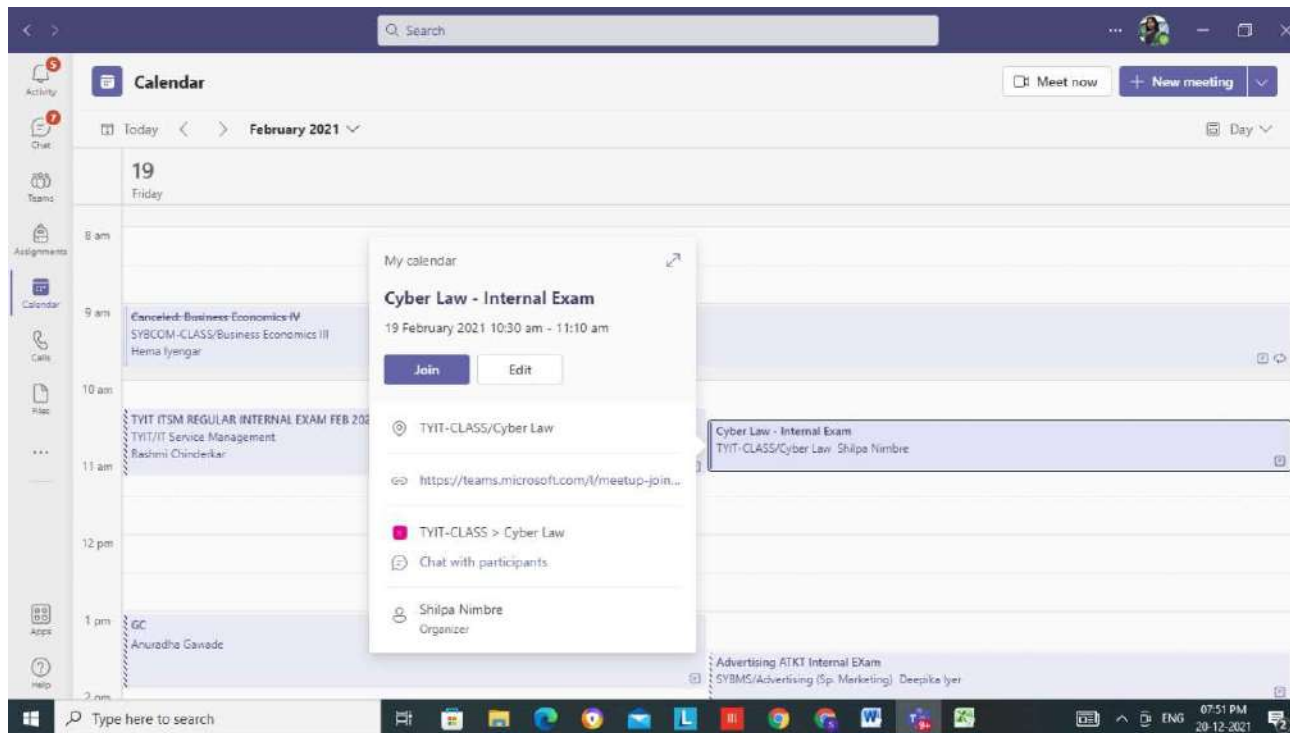 Search
5
Activity
Calendar
Meet now
New meeting
7
Chat
Today
February 2021
Day
Teams
19
Friday
Assignments
8 am
Calendar
9 am
Canceled: Business Economics IV
SYBCOM-CLASS/Business Economics III
Hema Iyengar
Calls
Files
10 am
TYIT ITSM REGULAR INTERNAL EXAM FEB 202
TYIT/IT Service Management
Rashmi Chinderkar
11 am
My calendar
Cyber Law - Internal Exam
19 February 2021 10:30 am - 11:10 am
Join
Edit
TYIT-CLASS/Cyber Law
https://teams.microsoft.com/l/meetup-join...
TYIT-CLASS > Cyber Law
Chat with participants
Shilpa Nimbre
Organizer
Cyber Law - Internal Exam
TYIT-CLASS/Cyber Law Shilpa Nimbre
12 pm
1 pm
GC
Anuradha Gawade
Apps
Help
2 pm
Advertising ATKT Internal EXam
SYBMS/Advertising (Sp. Marketing) Deepika Iyer
Type here to search
L
W
9+
ENG
07:51 PM
20-12-2021
2